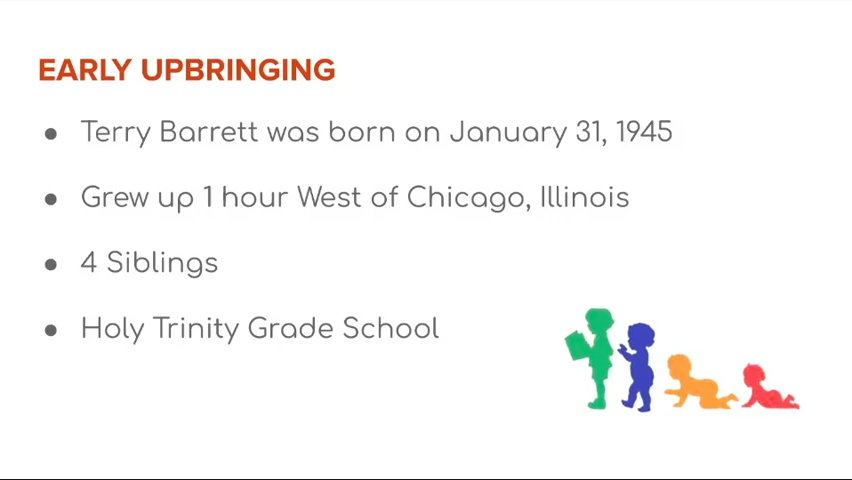 EARLY UPBRINGING
● Terry Barrett was born on January 31, 1945
● Grew up 1 hour West of Chicago, Illinois
● 4 Siblings
● Holy Trinity Grade School